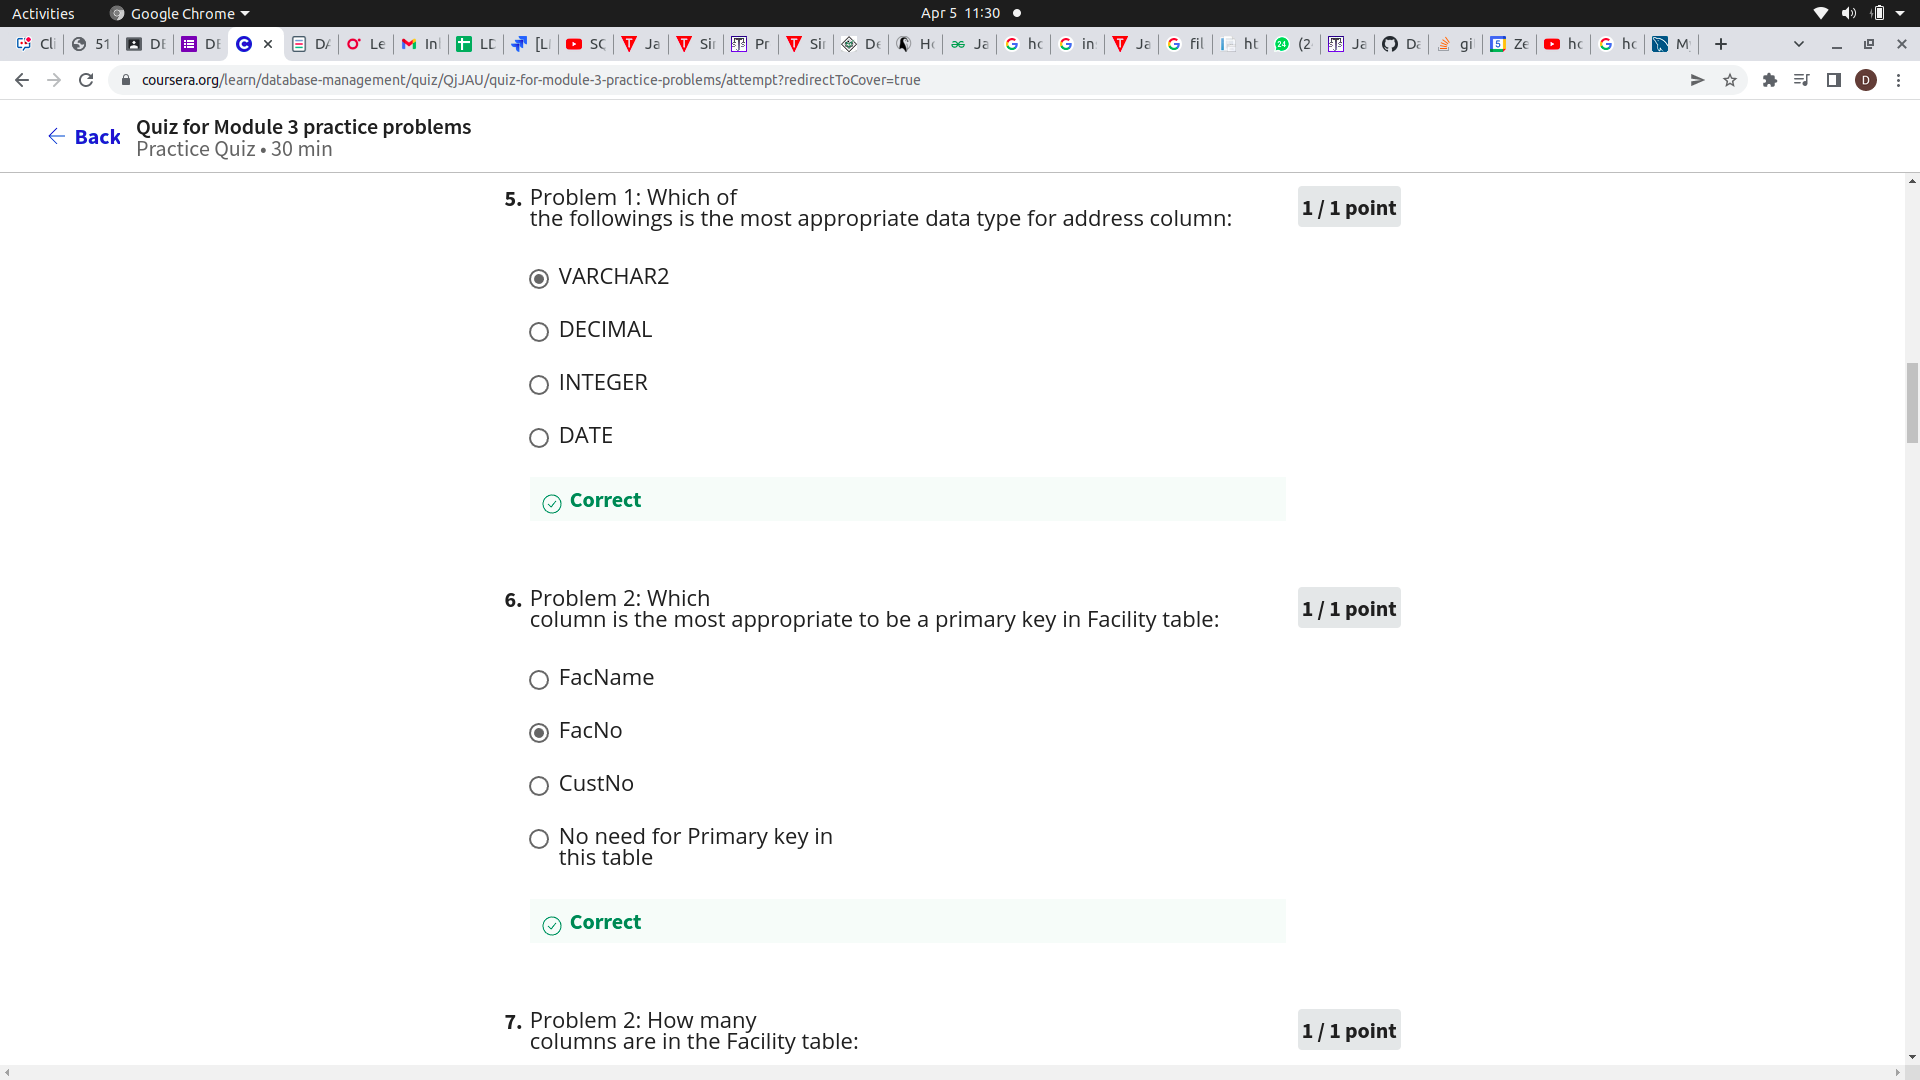 Activities
Google Chrome
Apr 5 11:30
Cli
51
DE
DE
DA
Le
In
LD
[L
SC
Ja
Sir
Pr
Sir
De
Ho
Ja
ho
in
Ja
fil
ht
(2
Ja
Da
gi
Ze
ho
ho
M
coursera.org/learn/database-management/quiz/QjJAU/quiz-for-module-3-practice-problems/attempt?redirectToCover=true
D
Back
Quiz for Module 3 practice problems
Practice Quiz • 30 min
5. Problem 1: Which of
the followings is the most appropriate data type for address column:
1 / 1 point
VARCHAR2
DECIMAL
INTEGER
DATE
Correct
6. Problem 2: Which
column is the most appropriate to be a primary key in Facility table:
1 / 1 point
FacName
FacNo
CustNo
No need for Primary key in
this table
Correct
7. Problem 2: How many
columns are in the Facility table:
1 / 1 point